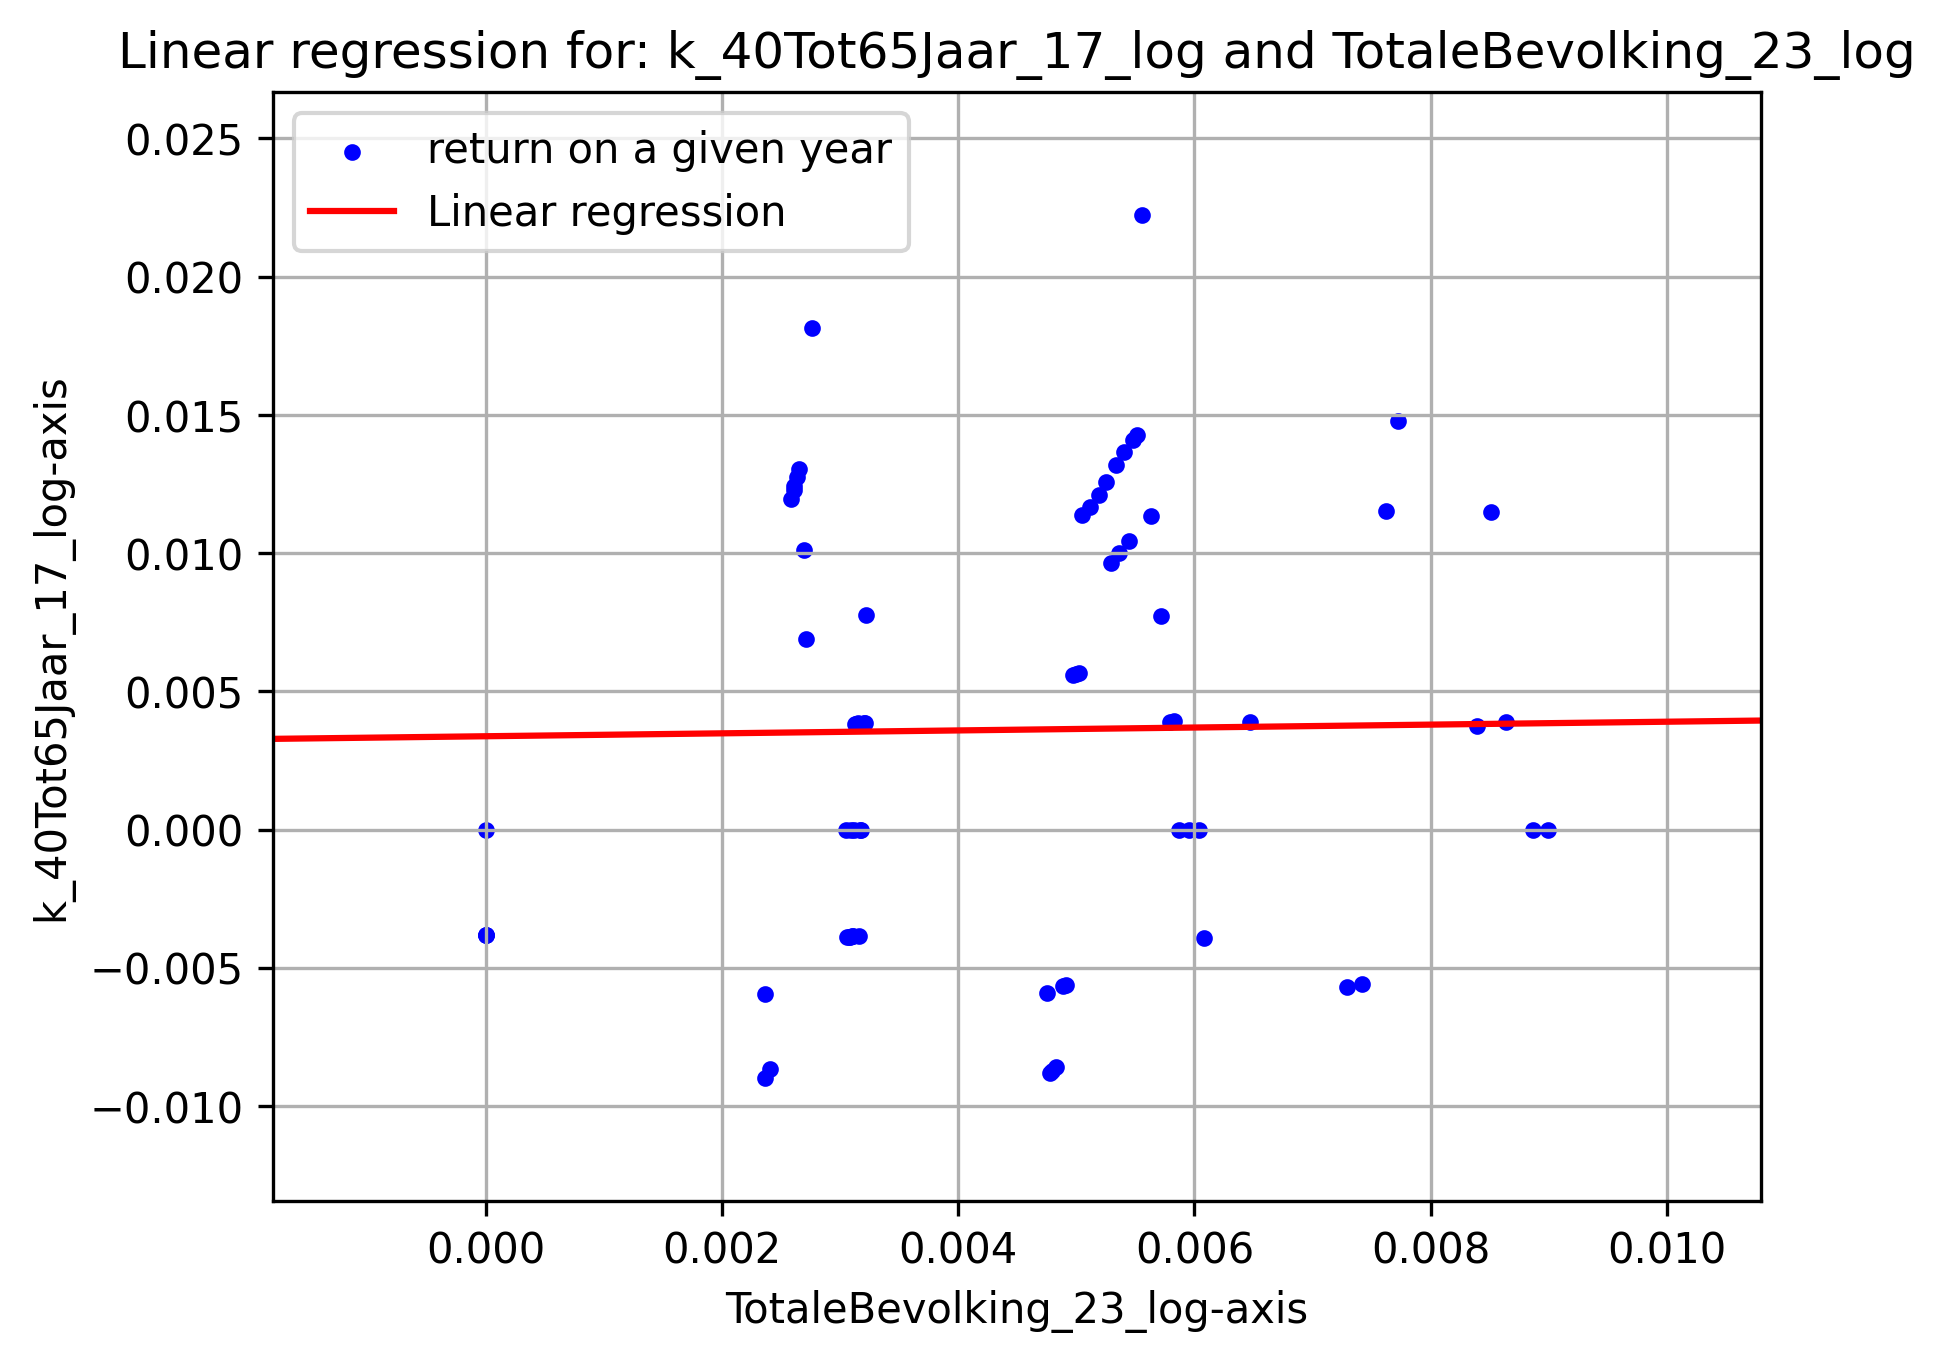 Linear regression for: k_40Tot65Jaar_17_log and TotaleBevolking_23_log
return on a given year
Linear regression
0.025
0.020
0.015
0.010
0.005
0.000
−0.005
−0.010
k_40Tot65Jaar_17_log-axis
0.000 0.002 0.004 0.006 0.008 0.010
TotaleBevolking_23_log-axis